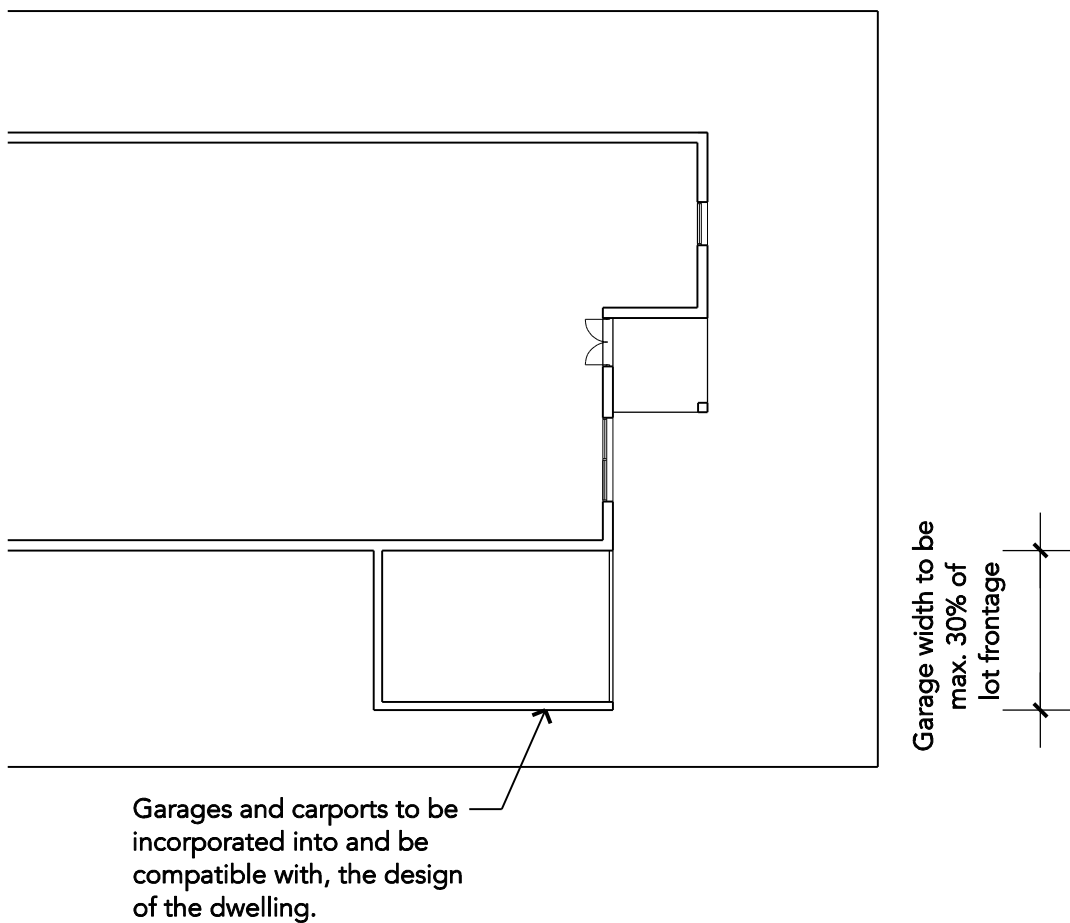 Garage width to be
max. 30% of
lot frontage
Garages and carports to be
incorporated into and be
compatible with, the design
of the dwelling.